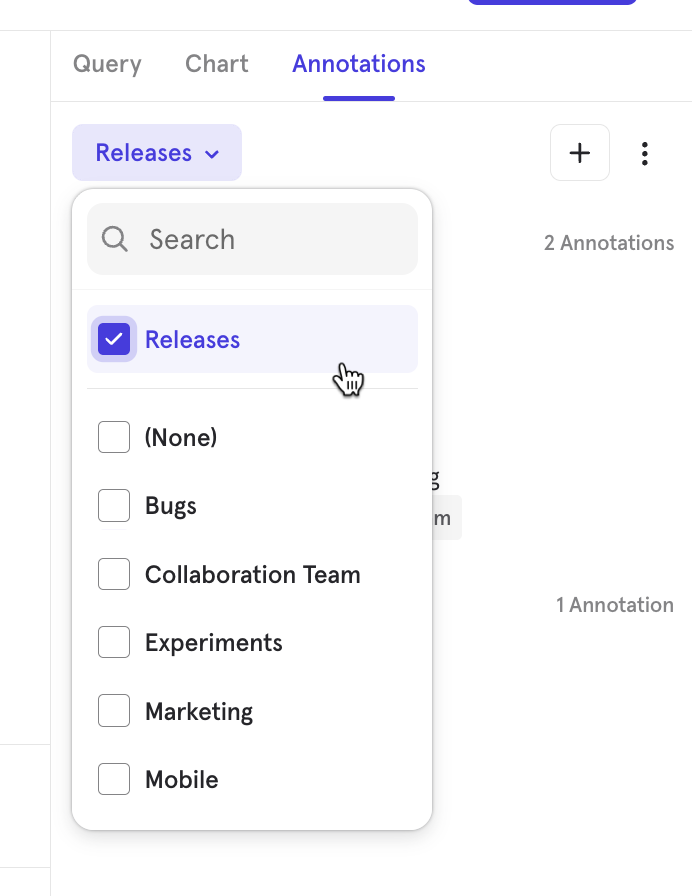 Query Chart Annotations
Releases
Search
2 Annotations
Releases
(None)
Bugs
Collaboration Team
1 Annotation
Experiments
Marketing
Mobile